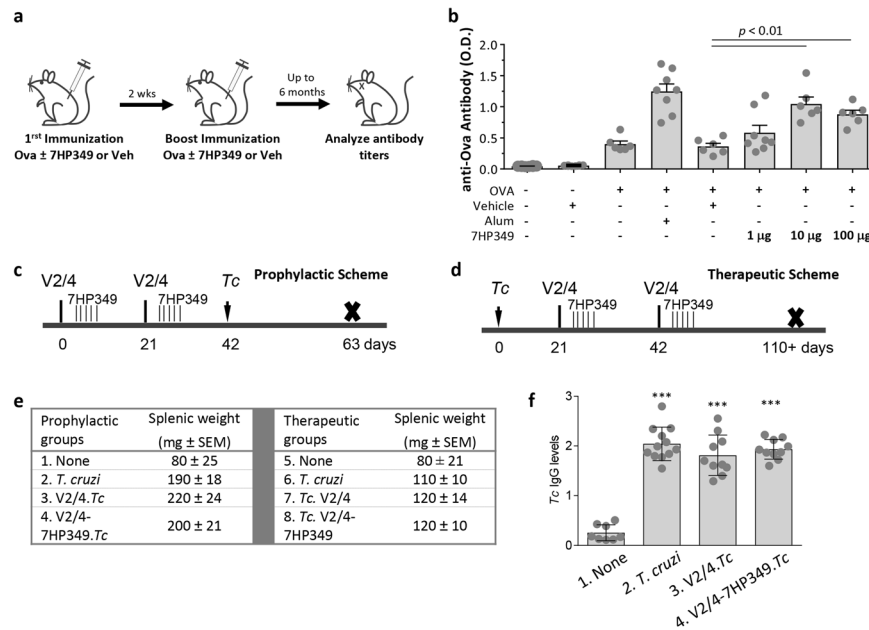 a
2 wks
Up to
6 months
1rst Immunization
Ova ± 7HP349 or Veh
Boost Immunization
Ova ± 7HP349 or Veh
Analyze antibody
titers
b
anti-Ova Antibody (O.D.)
2.0
1.5
1.0
0.5
0.0
p < 0.01
OVA - - + + + + + +
Vehicle - + - - + - - -
Alum - - - + - - - -
7HP349 - - - - - 1 µg 10 µg 100 µg
c
Prophylactic Scheme
V2/4 V2/4 Tc
7HP349 7HP349
0 21 42 63 days
d
Therapeutic Scheme
Tc V2/4 V2/4
7HP349 7HP349
0 21 42 110+ days
e
Prophylactic groups
Splenic weight
(mg ± SEM)
Therapeutic groups
Splenic weight
(mg ± SEM)
1. None 80 ± 25 5. None 80 ± 21
2. T. cruzi 190 ± 18 6. T. cruzi 110 ± 10
3. V2/4.Tc 220 ± 24 7. Tc. V2/4 120 ± 14
4. V2/4-
7HP349.Tc
200 ± 21
8. Tc. V2/4-
7HP349
120 ± 10
f
Tc IgG levels
3
2
1
0
*** *** ***
1. None
2. T. cruzi
3. V2/4.Tc
4. V2/4-7HP349.Tc